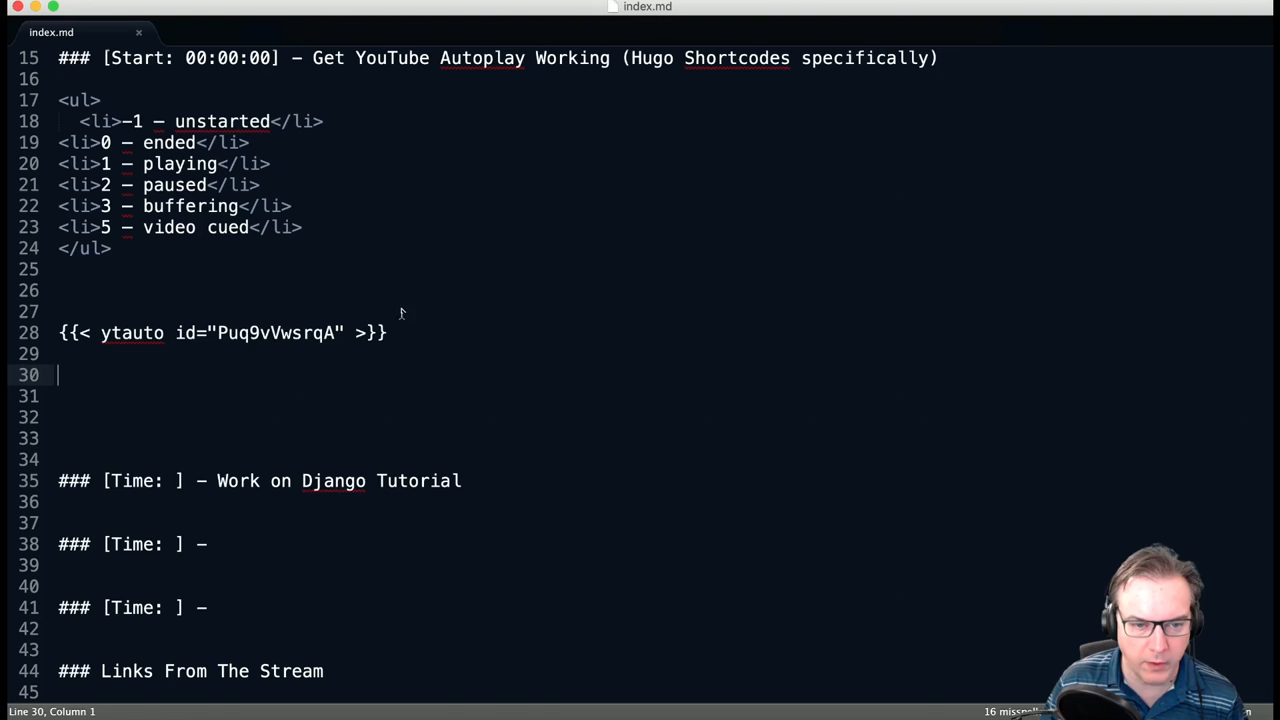 index.md
index.md ×
15 ### [Start: 00:00:00] - Get YouTube Autoplay Working (Hugo Shortcodes specifically)
16
17 <ul>
18 <li>-1 – unstarted</li>
19 <li>0 – ended</li>
20 <li>1 – playing</li>
21 <li>2 – paused</li>
22 <li>3 – buffering</li>
23 <li>5 – video cued</li>
24 </ul>
25
26
27
28 {{< ytauto id="Puq9vVwsrqA" >}}
29
30
31
32
33
34
35 ### [Time: ] - Work on Django Tutorial
36
37
38 ### [Time: ] -
39
40
41 ### [Time: ] -
42
43
44 ### Links From The Stream
45
Line 30, Column 1 16